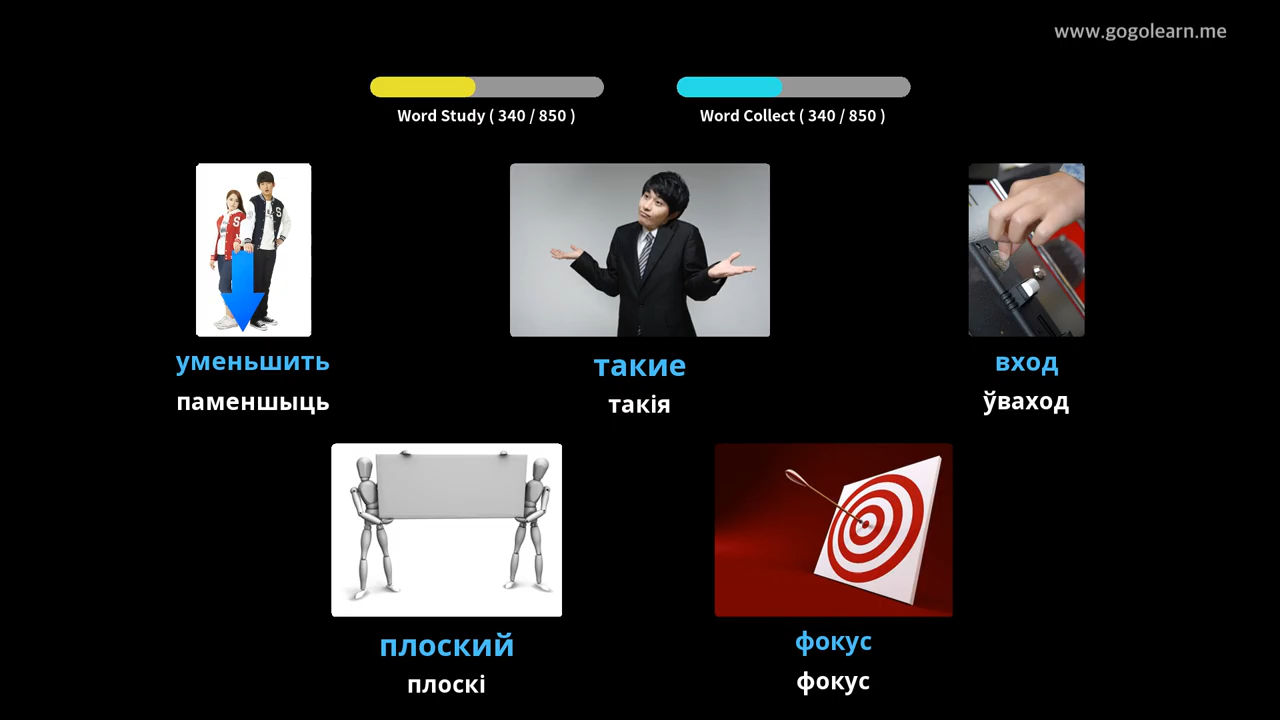 www.gogolearn.me
Word Study ( 340 / 850 )
Word Collect ( 340 / 850 )
уменьшить
паменшыць
такие
такія
вход
ўваход
плоский
плоскі
фокус
фокус